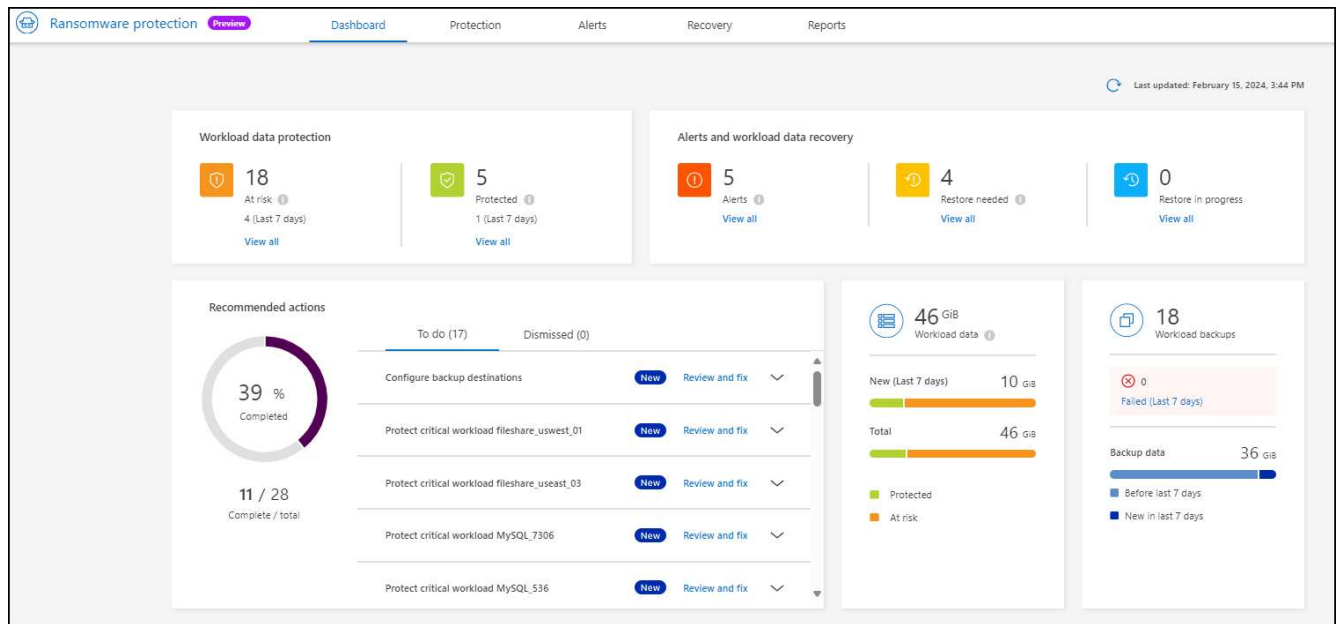 Ransomware protection Preview Dashboard Protection Alerts Recovery Reports
Last updated: February 15, 2024, 3:44 PM
Workload data protection
18
At risk
4 (Last 7 days)
View all
5
Protected
1 (Last 7 days)
View all
Alerts and workload data recovery
5
Alerts
View all
4
Restore needed
View all
0
Restore in progress
View all
Recommended actions
39 %
Completed
11 / 28
Complete / total
To do (17) Dismissed (0)
Configure backup destinations New Review and fix
Protect critical workload fileshare_uswest_01 New Review and fix
Protect critical workload fileshare_useast_03 New Review and fix
Protect critical workload MySQL_7306 New Review and fix
Protect critical workload MySQL_536 New Review and fix
46 GiB
Workload data
New (Last 7 days) 10 GiB
Total 46 GiB
Protected
At risk
18
Workload backups
0
Failed (Last 7 days)
Backup data 36 GiB
Before last 7 days
New in last 7 days